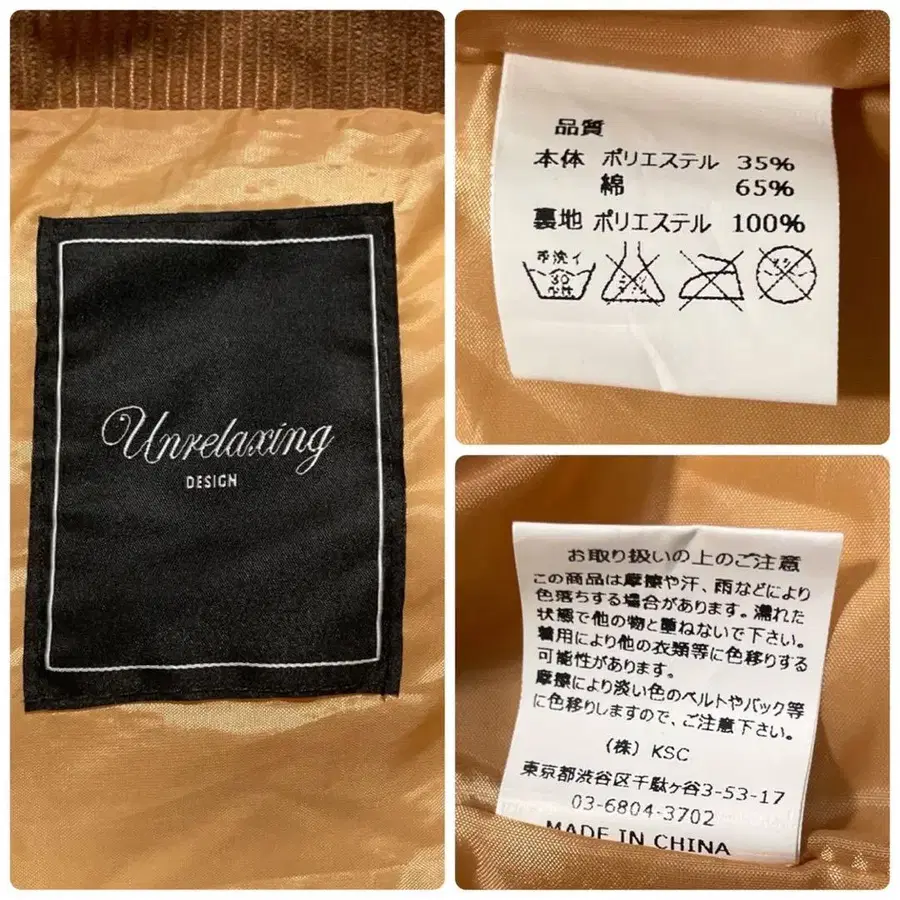 Unrelaxing
DESIGN
品質
本体 ポリエステル 35%
綿 65%
裏地 ポリエステル 100%
手洗イ
30
中性
お取り扱いの上のご注意
この商品は摩擦や汗、雨などにより
色落ちする場合があります。濡れた
状態で他の物と重ねないで下さい。
着用により他の衣類等に色移りする
可能性があります。
摩擦により淡い色のベルトやバック等
に色移りしますので、ご注意下さい。
(株) KSC
東京都渋谷区千駄ヶ谷3-53-17
03-6804-3702
MADE IN CHINA